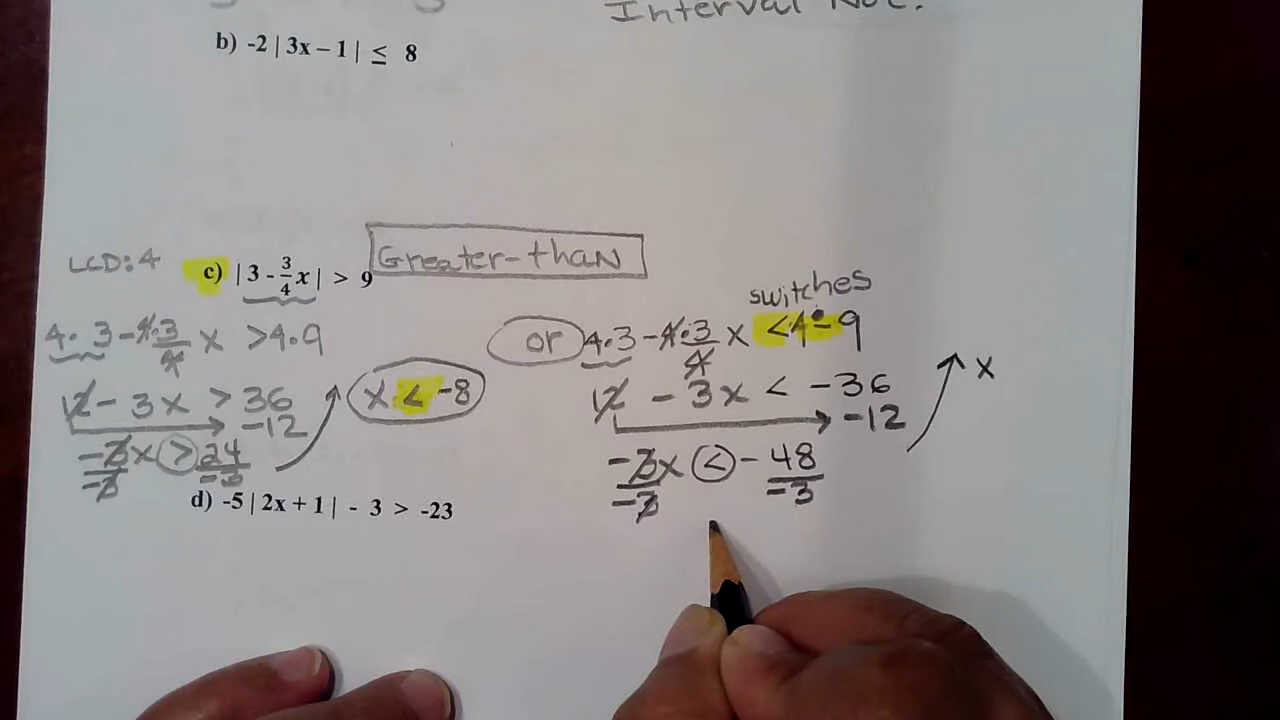 Interval Not.
b) -2 | 3x – 1 | ≤ 8
Greater-than
LCD: 4
c) | 3 - 3/4 x | > 9
switches
4 · 3 - 4·3/4 x > 4·9
or 4·3 - 4·3/4 x < 4·-9
12 - 3x > 36
x < -8
12 - 3x < -36
x
-12
-12
-3x/-3 > 24/-3
-3x/-3 < -48/-3
d) -5 | 2x + 1 | - 3 > -23